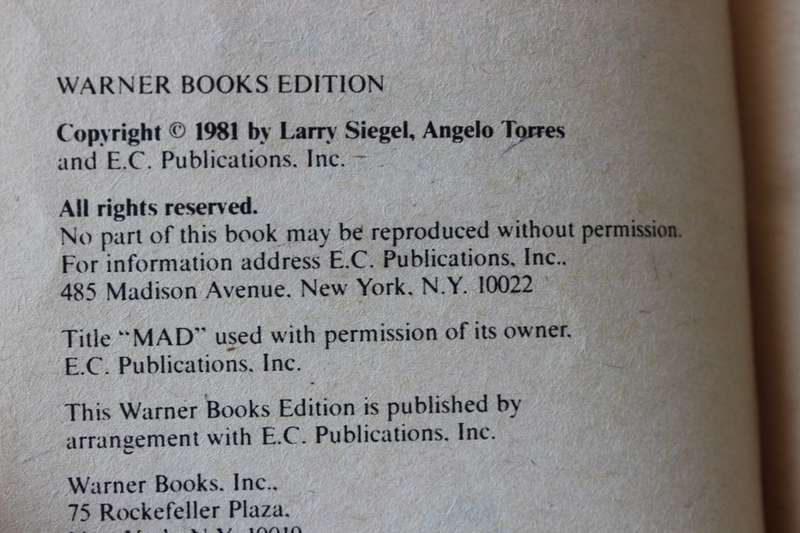 WARNER BOOKS EDITION
Copyright © 1981 by Larry Siegel, Angelo Torres
and E.C. Publications, Inc.
All rights reserved.
No part of this book may be reproduced without permission.
For information address E.C. Publications, Inc.,
485 Madison Avenue, New York, N.Y. 10022
Title "MAD" used with permission of its owner,
E.C. Publications, Inc.
This Warner Books Edition is published by
arrangement with E.C. Publications, Inc.
Warner Books, Inc.,
75 Rockefeller Plaza,
New York, N.Y. 10019